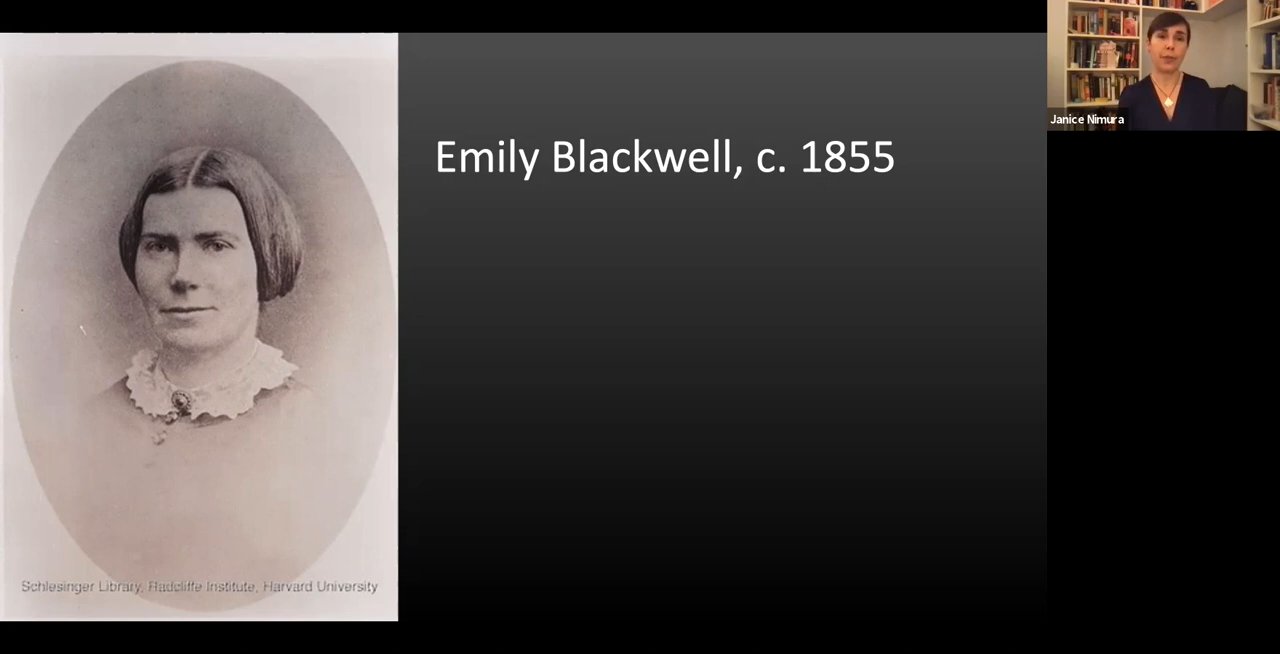 Emily Blackwell, c. 1855
Janice Nimura
Schlesinger Library, Radcliffe Institute, Harvard University